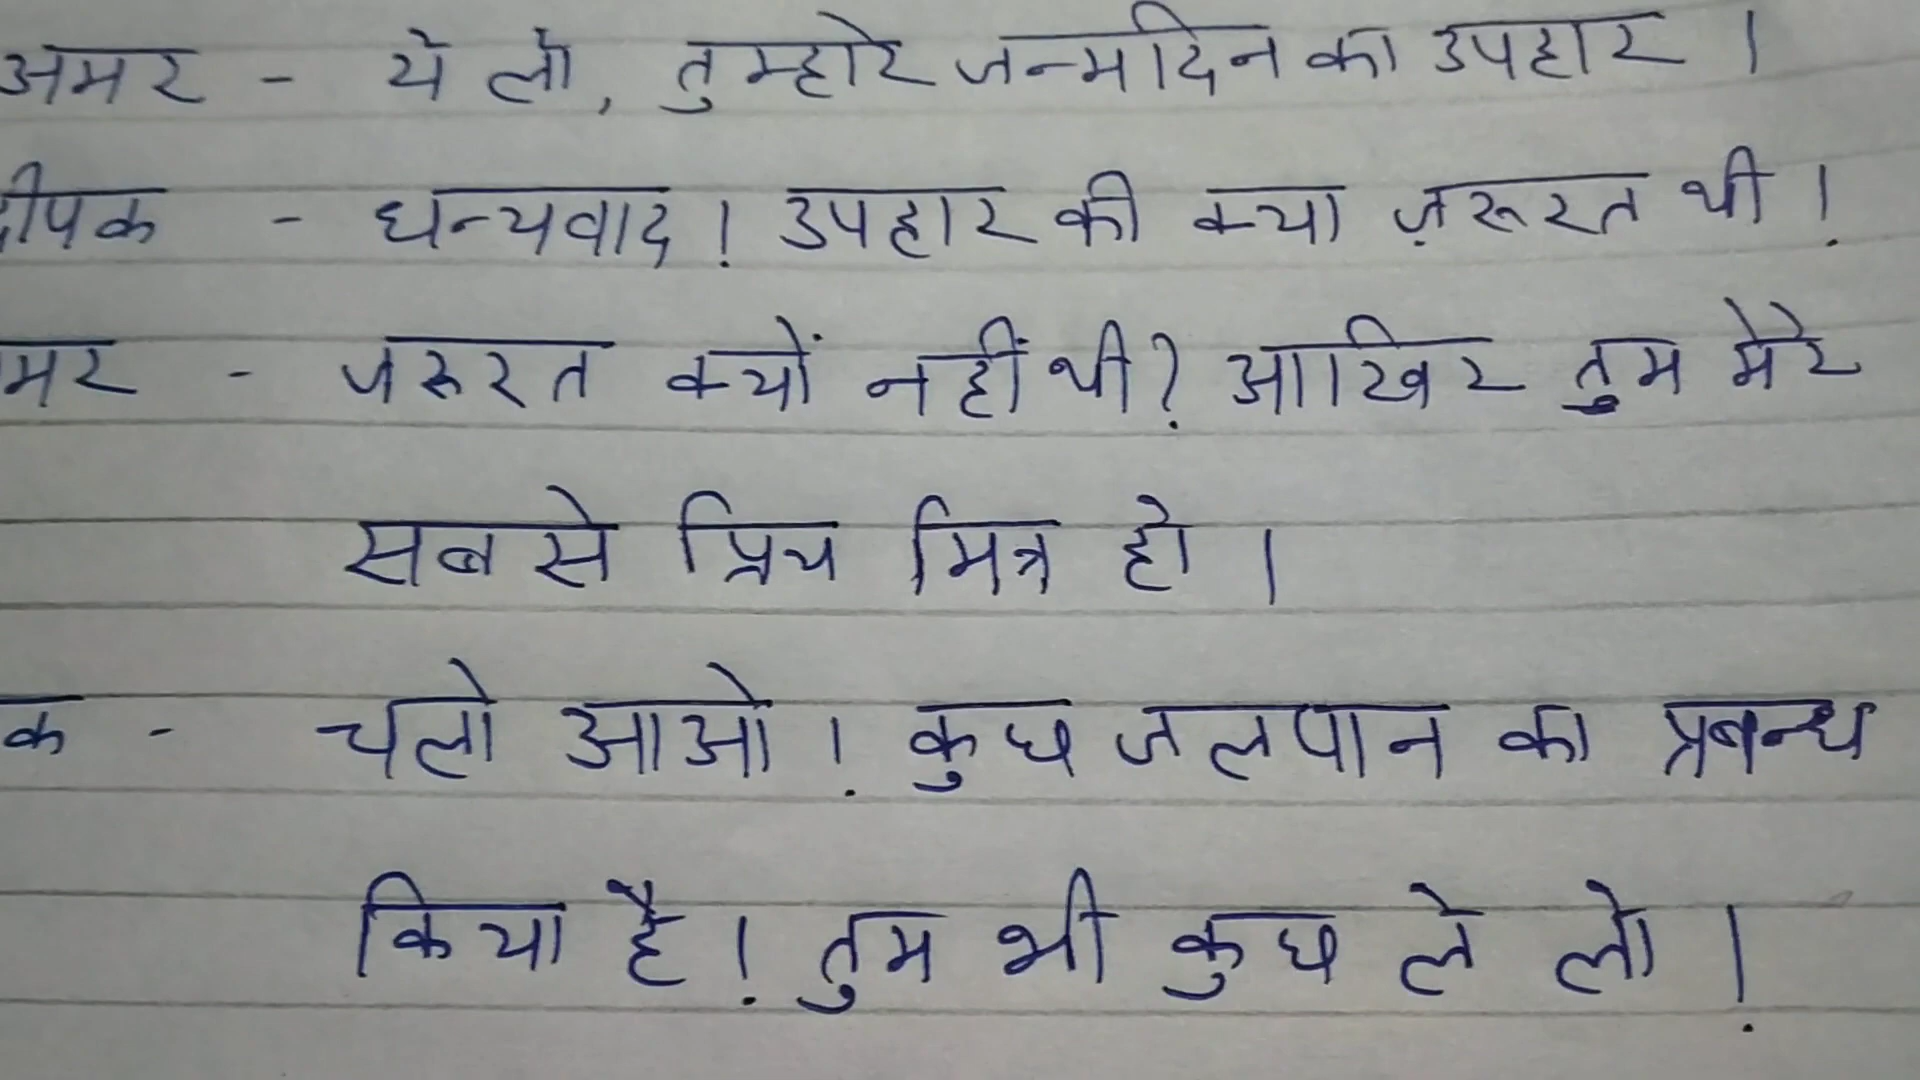 अमर - ये लो, तुम्हारे जन्मदिन का उपहार ।
दीपक - धन्यवाद! उपहार की क्या ज़रूरत थी!
मर - जरूरत क्यों नहीं थी? आखिर तुम मेरे
सबसे प्रिय मित्र हो ।
क - चलो आओ! कुछ जलपान का प्रबन्ध
किया है! तुम भी कुछ ले लो!